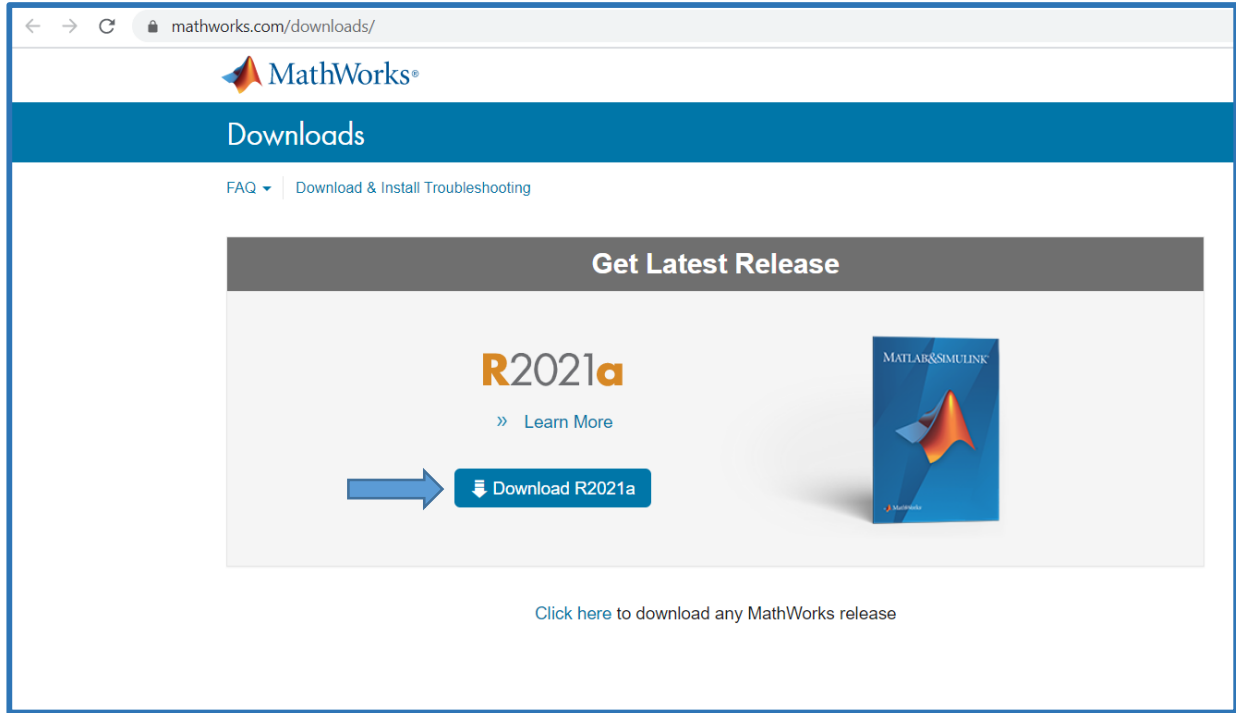 mathworks.com/downloads/
MathWorks®
Downloads
FAQ Download & Install Troubleshooting
Get Latest Release
R2021a
» Learn More
Download R2021a
MATLAB&SIMULINK®
MathWorks
Click here to download any MathWorks release